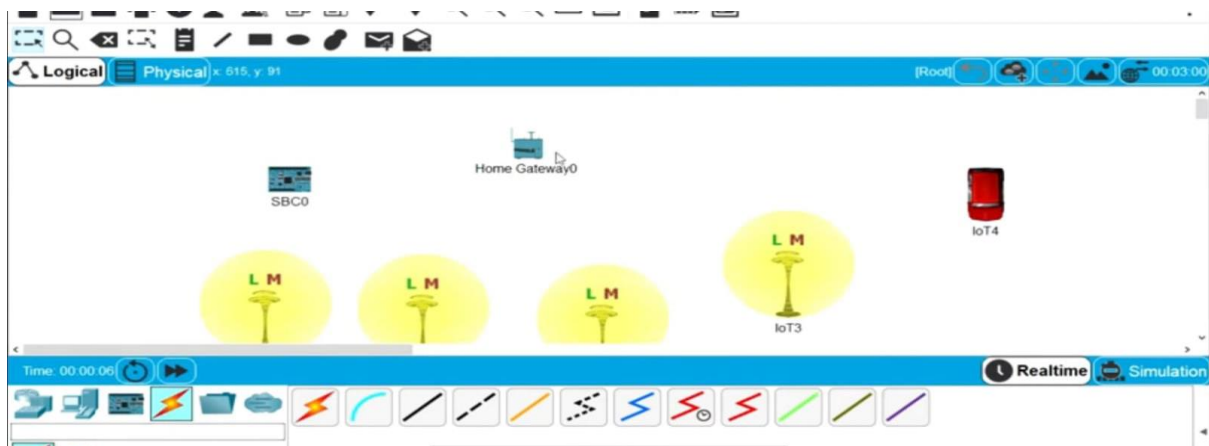 Logical Physical x: 615, y: 91 [Root] 00:03:00
Home Gateway0
SBC0
IoT4
L M
L M
L M
L M
IoT3
Time: 00:00:06 Realtime Simulation